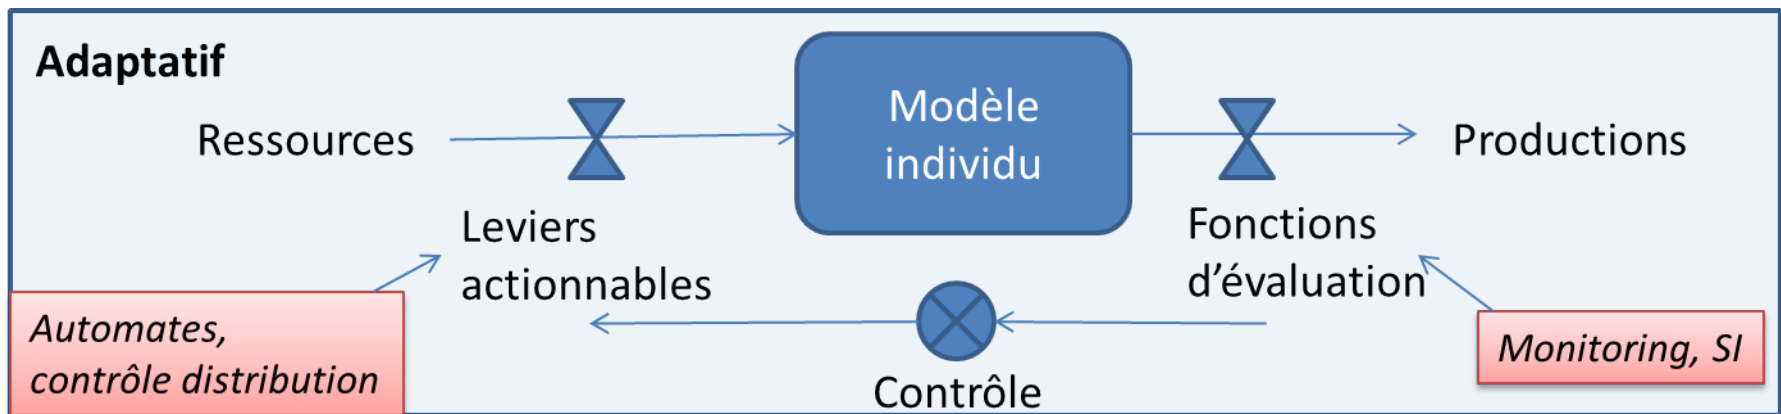 Adaptatif
Ressources
Modèle
individu
Productions
Leviers
actionnables
Fonctions
d’évaluation
Automates,
contrôle distribution
Contrôle
Monitoring, SI